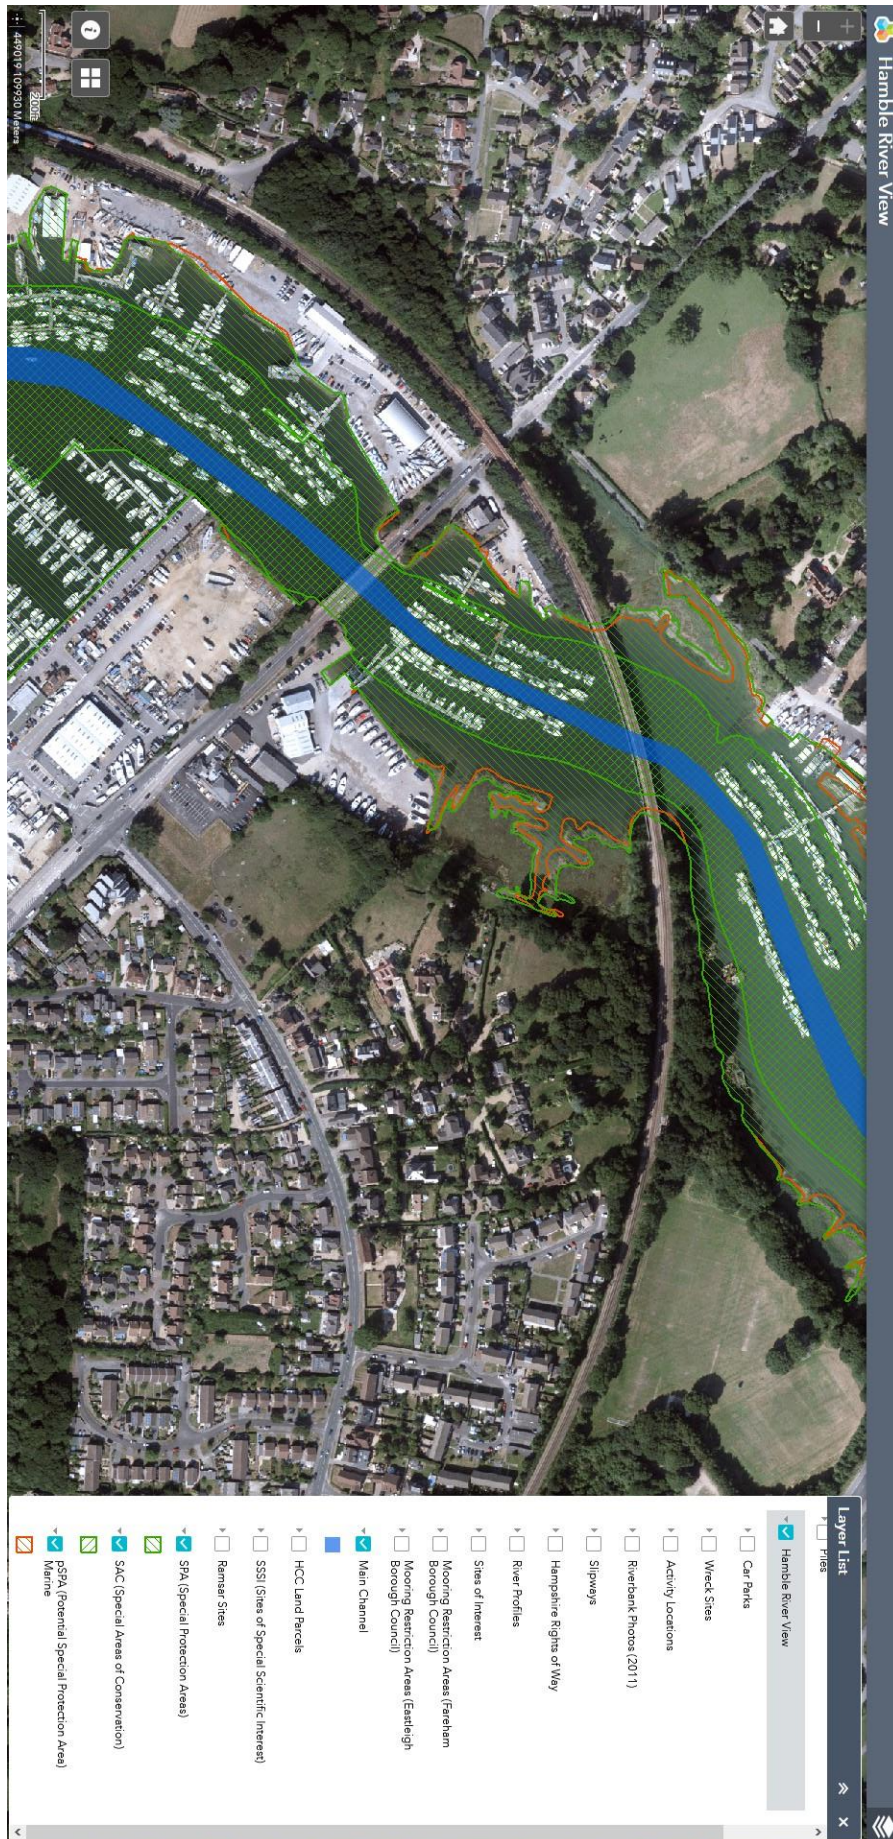 Hamble River View
+
−
200ft
449019 109930 Meters
Layer List
Piles
Hamble River View
Car Parks
Wreck Sites
Activity Locations
Riverbank Photos (2011)
Slipways
Hampshire Rights of Way
River Profiles
Sites of Interest
Mooring Restriction Areas (Fareham
Borough Council)
Mooring Restriction Areas (Eastleigh
Borough Council)
Main Channel
HCC Land Parcels
SSSI (Sites of Special Scientific Interest)
Ramsar Sites
SPA (Special Protection Areas)
SAC (Special Areas of Conservation)
pSPA (Potential Special Protection Area)
Marine